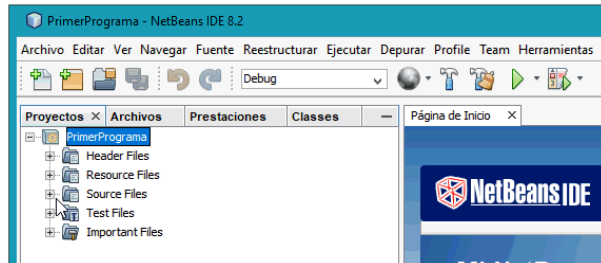 PrimerPrograma - NetBeans IDE 8.2
Archivo Editar Ver Navegar Fuente Reestructurar Ejecutar Depurar Profile Team Herramientas
Debug
Proyectos Archivos Prestaciones Classes
Página de Inicio
PrimerPrograma
Header Files
Resource Files
Source Files
Test Files
Important Files
NetBeans IDE